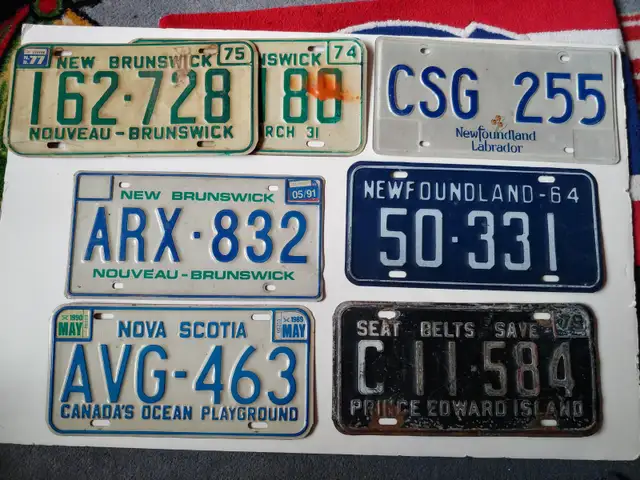 77
NEW BRUNSWICK 75
162-728
NOUVEAU-BRUNSWICK
NSWICK 74
RCH 31
CSG 255
Newfoundland
Labrador
NEW BRUNSWICK 05/91
ARX-832
NOUVEAU-BRUNSWICK
NEWFOUNDLAND-64
50-331
1990 MAY
NOVA SCOTIA
1989 MAY
AVG-463
CANADA'S OCEAN PLAYGROUND
SEAT BELTS SAVE
C 11-584
PRINCE EDWARD ISLAND